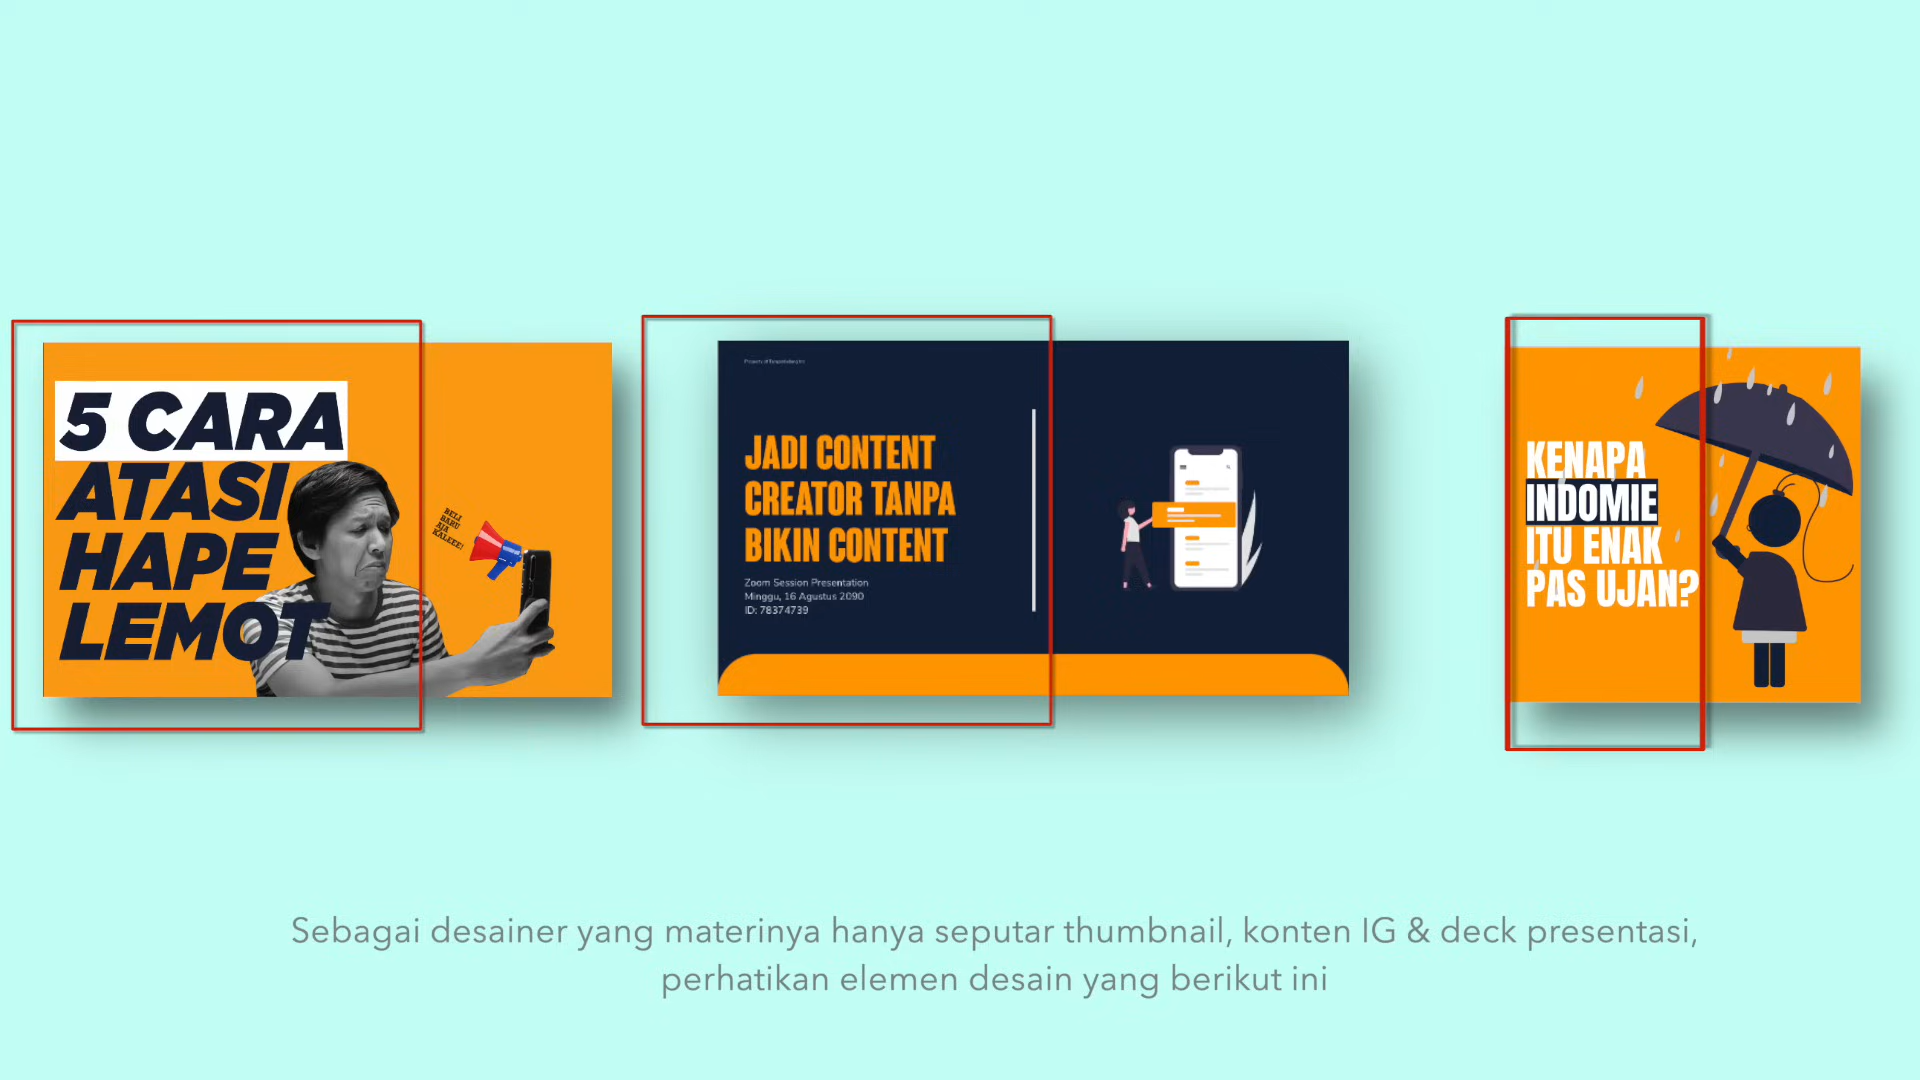 5 CARA
ATASI
HAPE
LEMOT
BELI
BARU
AJA
KALEEE!
JADI CONTENT
CREATOR TANPA
BIKIN CONTENT
Zoom Session Presentation
Minggu, 16 Agustus 2090
ID: 78374739
KENAPA
INDOMIE
ITU ENAK
PAS UJAN?
Sebagai desainer yang materinya hanya seputar thumbnail, konten IG & deck presentasi,
perhatikan elemen desain yang berikut ini